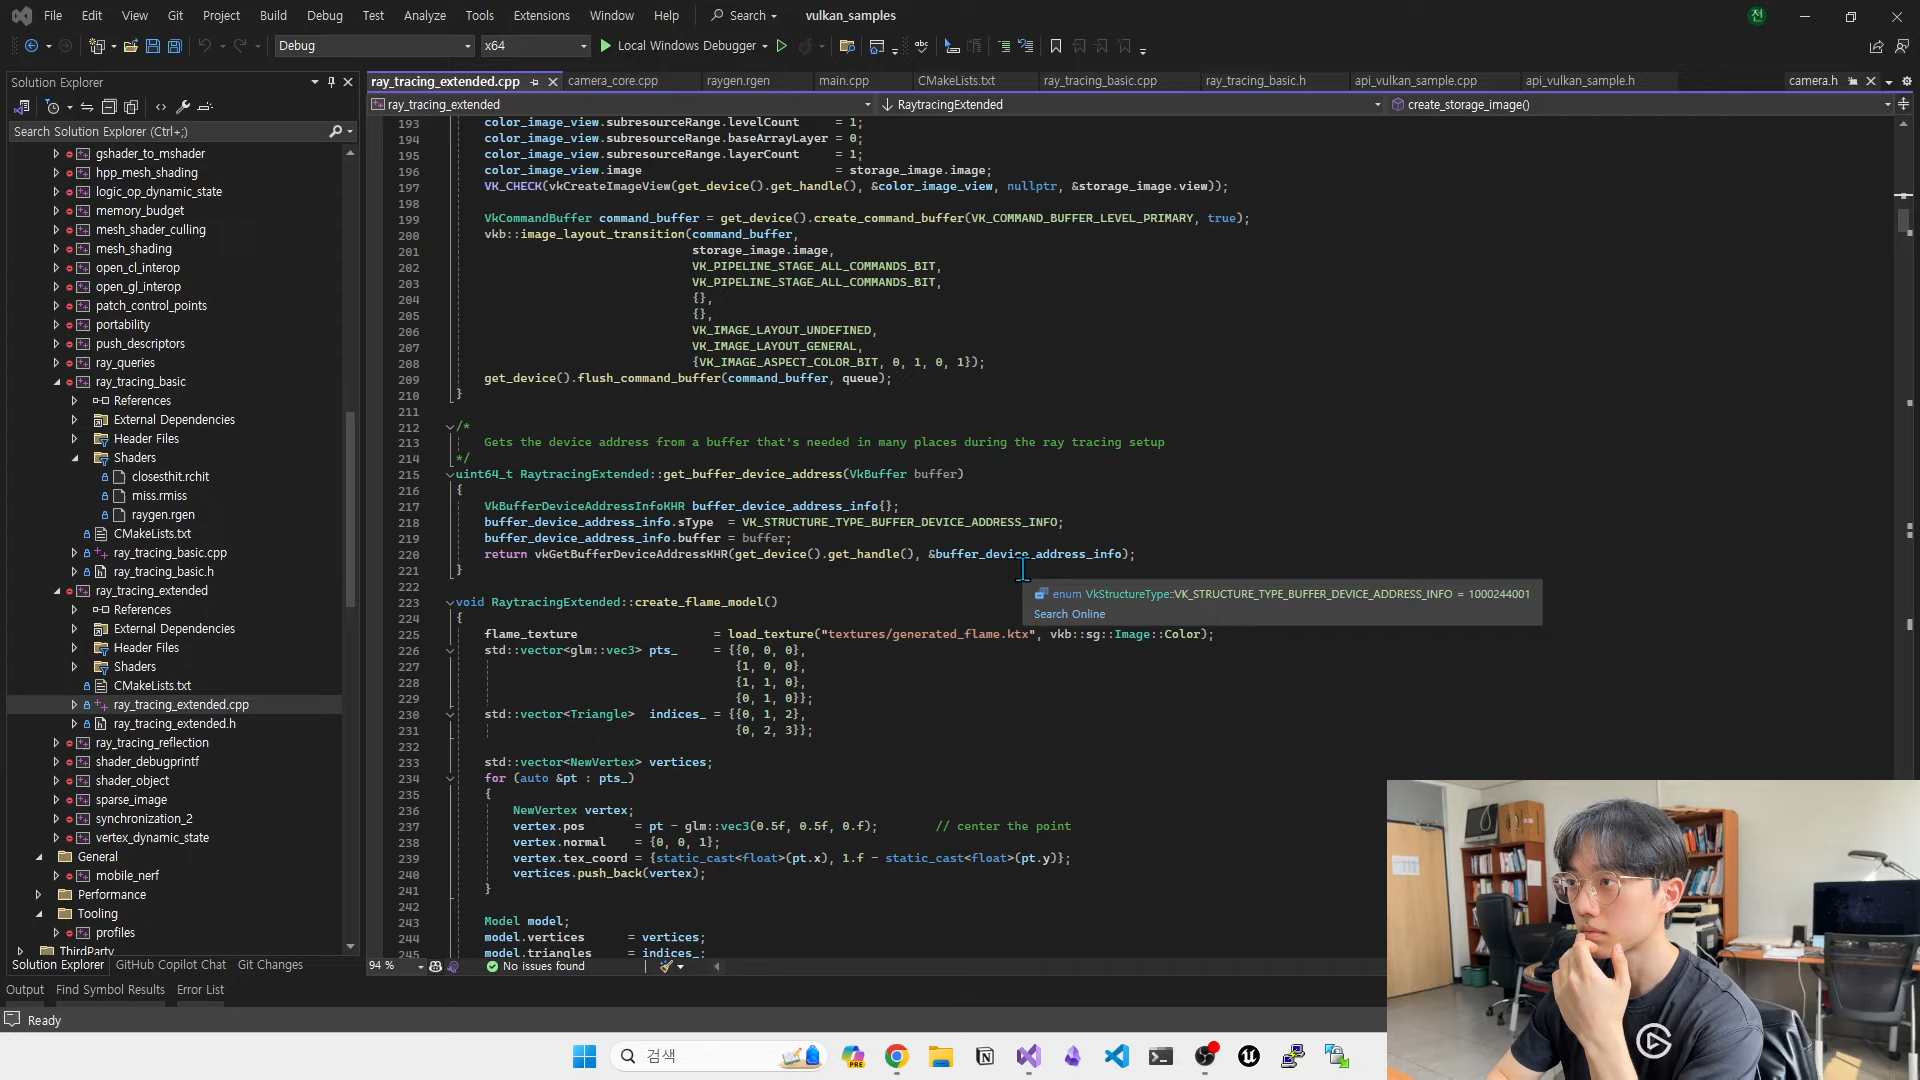 File Edit View Git Project Build Debug Test Analyze Tools Extensions Window Help Search vulkan_samples 전
Debug x64 Local Windows Debugger
Solution Explorer
Search Solution Explorer (Ctrl+;)
gshader_to_mshader
hpp_mesh_shading
logic_op_dynamic_state
memory_budget
mesh_shader_culling
mesh_shading
open_cl_interop
open_gl_interop
patch_control_points
portability
push_descriptors
ray_queries
ray_tracing_basic
References
External Dependencies
Header Files
Shaders
closesthit.rchit
miss.rmiss
raygen.rgen
CMakeLists.txt
ray_tracing_basic.cpp
ray_tracing_basic.h
ray_tracing_extended
References
External Dependencies
Header Files
Shaders
CMakeLists.txt
ray_tracing_extended.cpp
ray_tracing_extended.h
ray_tracing_reflection
shader_debugprintf
shader_object
sparse_image
synchronization_2
vertex_dynamic_state
General
mobile_nerf
Performance
Tooling
profiles
ThirdParty
Solution Explorer GitHub Copilot Chat Git Changes
ray_tracing_extended.cpp camera_core.cpp raygen.rgen main.cpp CMakeLists.txt ray_tracing_basic.cpp ray_tracing_basic.h api_vulkan_sample.cpp api_vulkan_sample.h camera.h
ray_tracing_extended RaytracingExtended create_storage_image()
193 color_image_view.subresourceRange.levelCount = 1;
194 color_image_view.subresourceRange.baseArrayLayer = 0;
195 color_image_view.subresourceRange.layerCount = 1;
196 color_image_view.image = storage_image.image;
197 VK_CHECK(vkCreateImageView(get_device().get_handle(), &color_image_view, nullptr, &storage_image.view));
198
199 VkCommandBuffer command_buffer = get_device().create_command_buffer(VK_COMMAND_BUFFER_LEVEL_PRIMARY, true);
200 vkb::image_layout_transition(command_buffer,
201 storage_image.image,
202 VK_PIPELINE_STAGE_ALL_COMMANDS_BIT,
203 VK_PIPELINE_STAGE_ALL_COMMANDS_BIT,
204 {},
205 {},
206 VK_IMAGE_LAYOUT_UNDEFINED,
207 VK_IMAGE_LAYOUT_GENERAL,
208 {VK_IMAGE_ASPECT_COLOR_BIT, 0, 1, 0, 1});
209 get_device().flush_command_buffer(command_buffer, queue);
210 }
211
212 /*
213 Gets the device address from a buffer that's needed in many places during the ray tracing setup
214 */
215 uint64_t RaytracingExtended::get_buffer_device_address(VkBuffer buffer)
216 {
217 VkBufferDeviceAddressInfoKHR buffer_device_address_info{};
218 buffer_device_address_info.sType = VK_STRUCTURE_TYPE_BUFFER_DEVICE_ADDRESS_INFO;
219 buffer_device_address_info.buffer = buffer;
220 return vkGetBufferDeviceAddressKHR(get_device().get_handle(), &buffer_device_address_info);
221 }
222
enum VkStructureType::VK_STRUCTURE_TYPE_BUFFER_DEVICE_ADDRESS_INFO = 1000244001
Search Online
223 void RaytracingExtended::create_flame_model()
224 {
225 flame_texture = load_texture("textures/generated_flame.ktx", vkb::sg::Image::Color);
226 std::vector<glm::vec3> pts_ = {{0, 0, 0},
227 {1, 0, 0},
228 {1, 1, 0},
229 {0, 1, 0}};
230 std::vector<Triangle> indices_ = {{0, 1, 2},
231 {0, 2, 3}};
232
233 std::vector<NewVertex> vertices;
234 for (auto &pt : pts_)
235 {
236 NewVertex vertex;
237 vertex.pos = pt - glm::vec3(0.5f, 0.5f, 0.f); // center the point
238 vertex.normal = {0, 0, 1};
239 vertex.tex_coord = {static_cast<float>(pt.x), 1.f - static_cast<float>(pt.y)};
240 vertices.push_back(vertex);
241 }
242
243 Model model;
244 model.vertices = vertices;
245 model.triangles = indices_;
94 % No issues found
Output Find Symbol Results Error List
Ready
검색
PRE